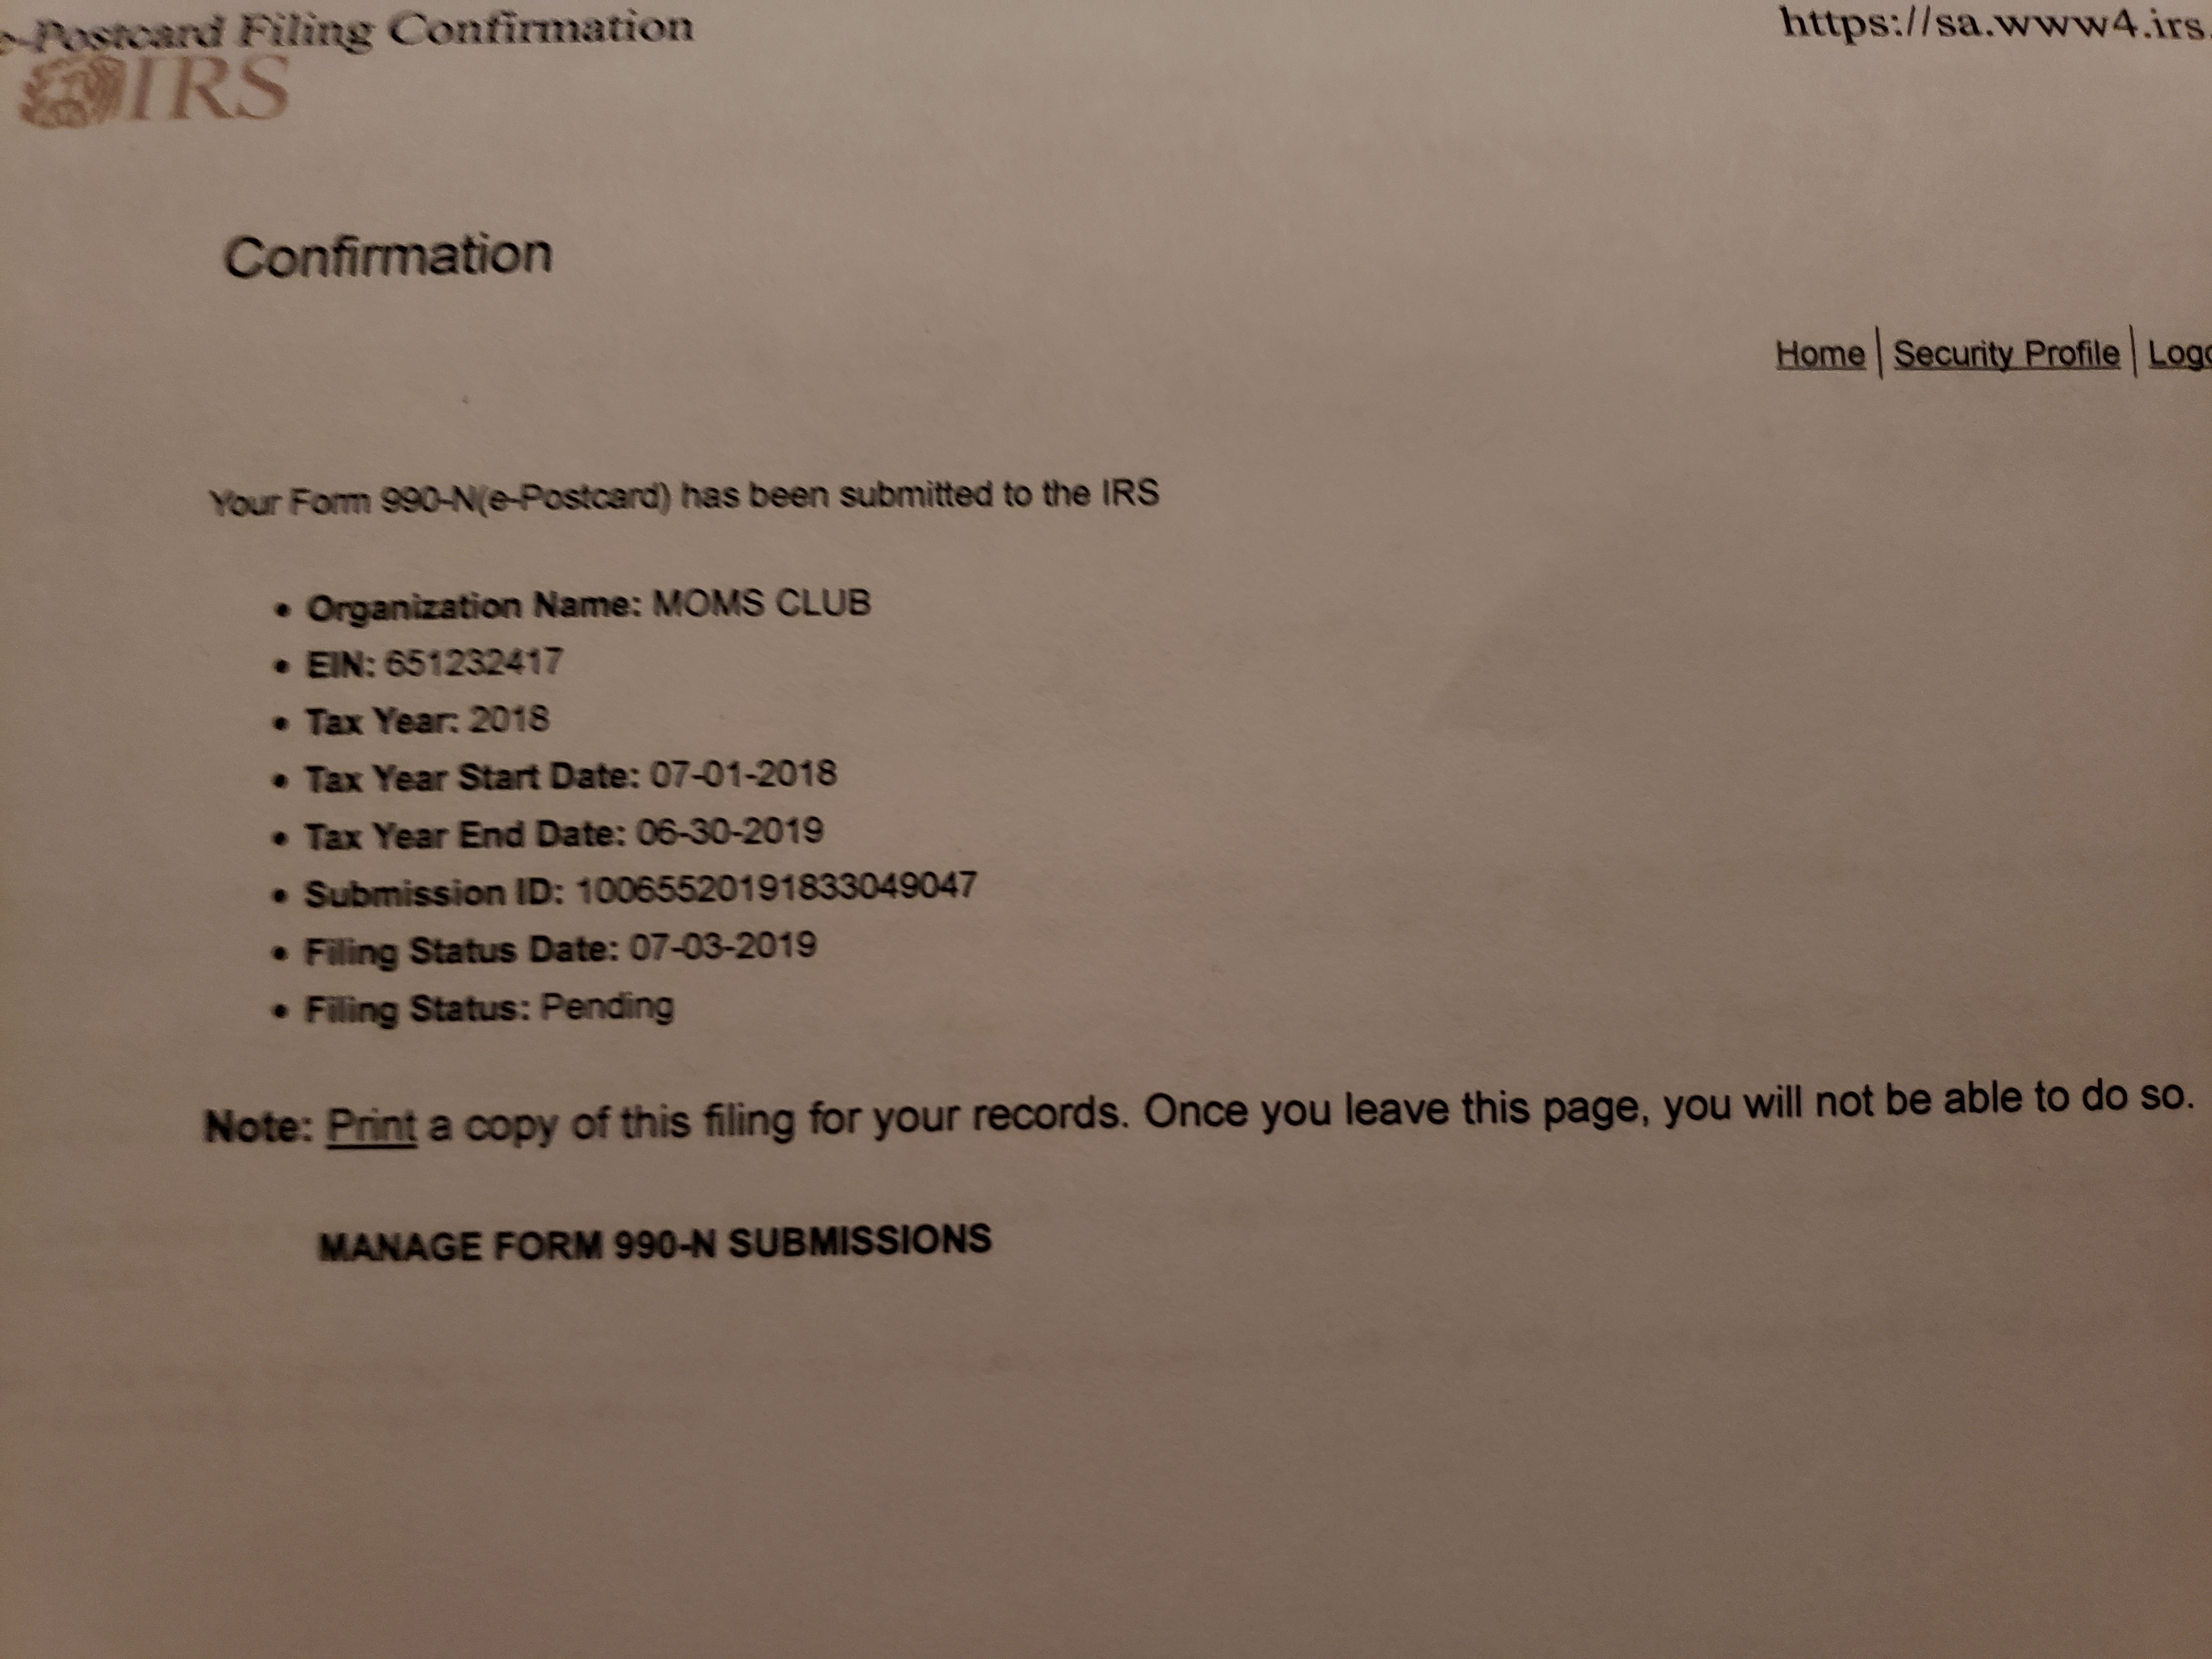 e-Postcard Filing Confirmation https://sa.www4.irs.
IRS
Confirmation
Home | Security Profile |
Your Form 990-N(e-Postcard) has been submitted to the IRS
• Organization Name: MOMS CLUB
• EIN: 651232417
• Tax Year: 2018
• Tax Year Start Date: 07-01-2018
• Tax Year End Date: 06-30-2019
• Submission ID: 10065520191833049047
• Filing Status Date: 07-03-2019
• Filing Status: Pending
Note: Print a copy of this filing for your records. Once you leave this page, you will not be able to do so.
MANAGE FORM 990-N SUBMISSIONS